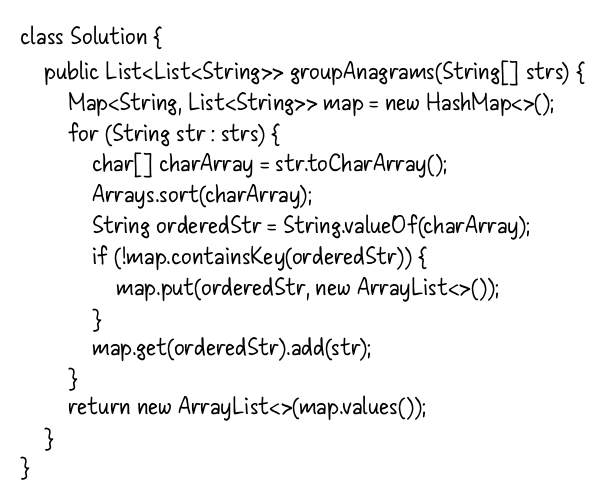 class Solution {
    public List<List<String>> groupAnagrams(String[] strs) {
        Map<String, List<String>> map = new HashMap<>();
        for (String str : strs) {
            char[] charArray = str.toCharArray();
            Arrays.sort(charArray);
            String orderedStr = String.valueOf(charArray);
            if (!map.containsKey(orderedStr)) {
                map.put(orderedStr, new ArrayList<>());
            }
            map.get(orderedStr).add(str);
        }
        return new ArrayList<>(map.values());
    }
}